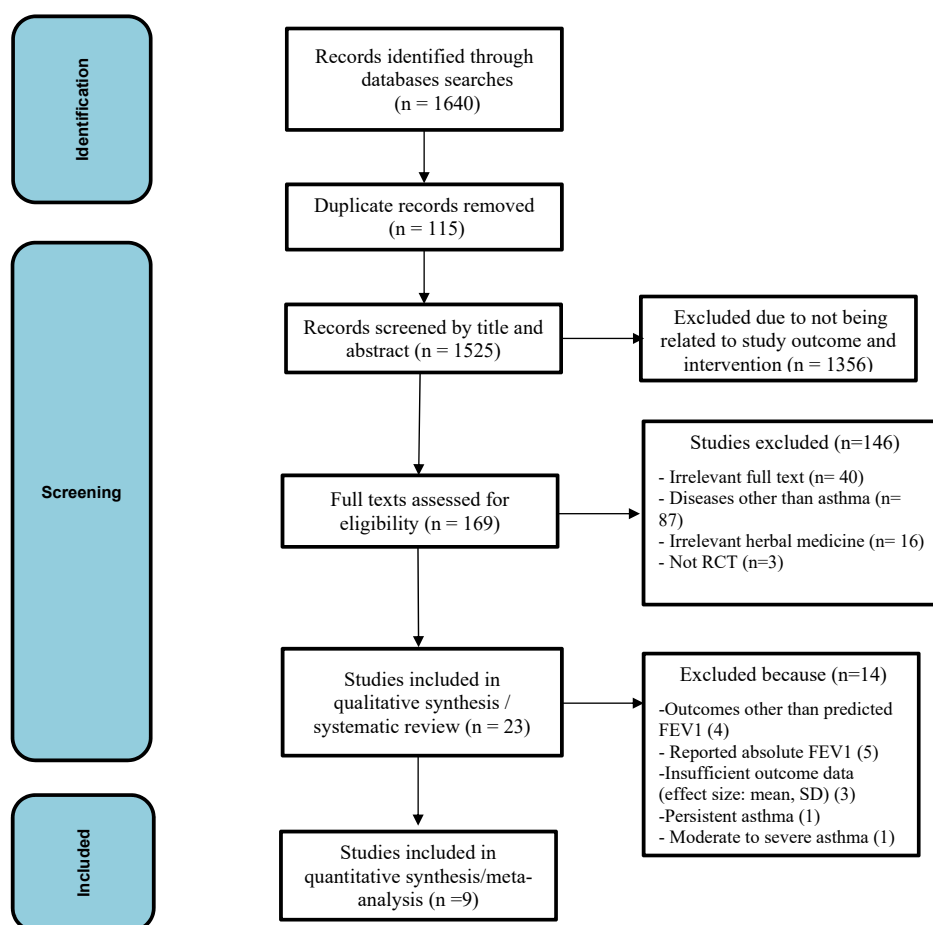 Identification
Records identified through
databases searches
(n = 1640)
Duplicate records removed
(n = 115)
Screening
Records screened by title and
abstract (n = 1525)
Excluded due to not being
related to study outcome and
intervention (n = 1356)
Full texts assessed for
eligibility (n = 169)
Studies excluded (n=146)
- Irrelevant full text (n= 40)
- Diseases other than asthma (n=
87)
- Irrelevant herbal medicine (n= 16)
- Not RCT (n=3)
Studies included in
qualitative synthesis /
systematic review (n = 23)
Excluded because (n=14)
-Outcomes other than predicted
FEV1 (4)
- Reported absolute FEV1 (5)
-Insufficient outcome data
(effect size: mean, SD) (3)
-Persistent asthma (1)
- Moderate to severe asthma (1)
Included
Studies included in
quantitative synthesis/meta-
analysis (n =9)